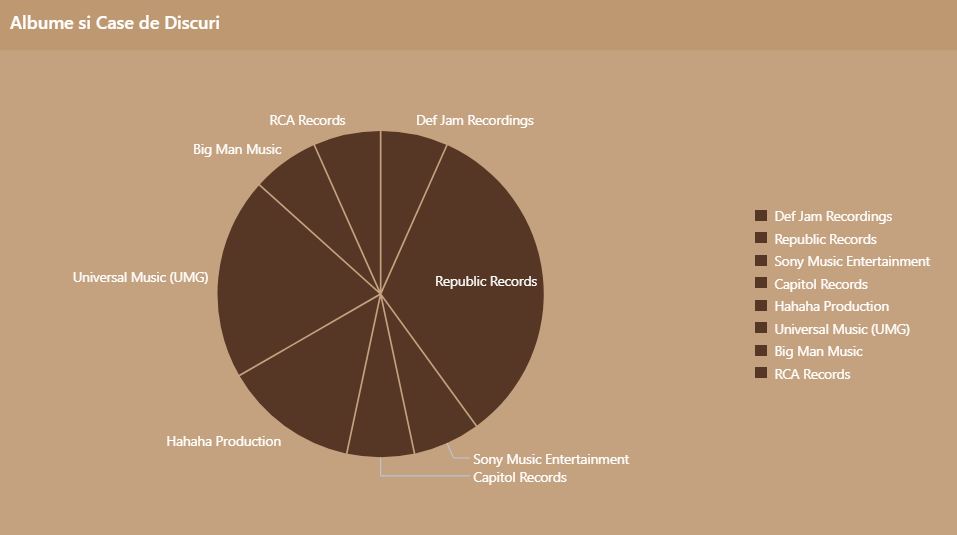 Albume si Case de Discuri
RCA Records
Def Jam Recordings
Big Man Music
Universal Music (UMG)
Republic Records
Hahaha Production
Sony Music Entertainment
Capitol Records
Def Jam Recordings
Republic Records
Sony Music Entertainment
Capitol Records
Hahaha Production
Universal Music (UMG)
Big Man Music
RCA Records